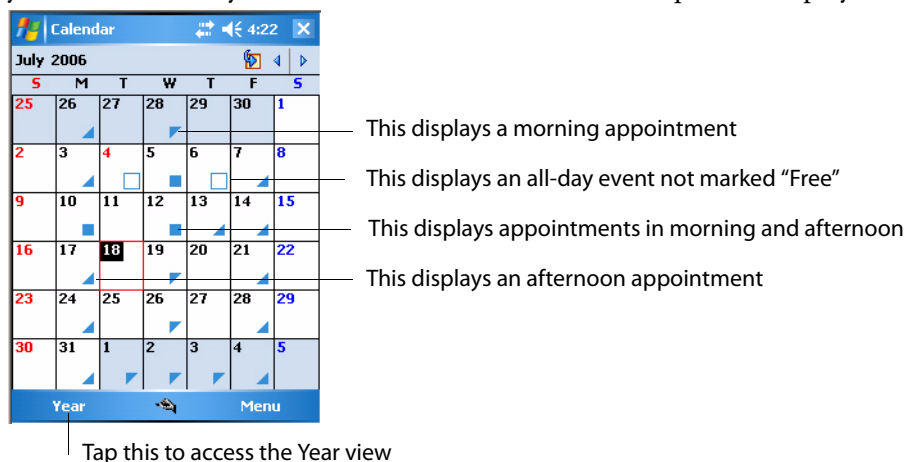 Calendar 4:22
July 2006
S M T W T F S
25 26 27 28 29 30 1
This displays a morning appointment
2 3 4 5 6 7 8
This displays an all-day event not marked “Free”
9 10 11 12 13 14 15
This displays appointments in morning and afternoon
16 17 18 19 20 21 22
This displays an afternoon appointment
23 24 25 26 27 28 29
30 31 1 2 3 4 5
Year Menu
Tap this to access the Year view